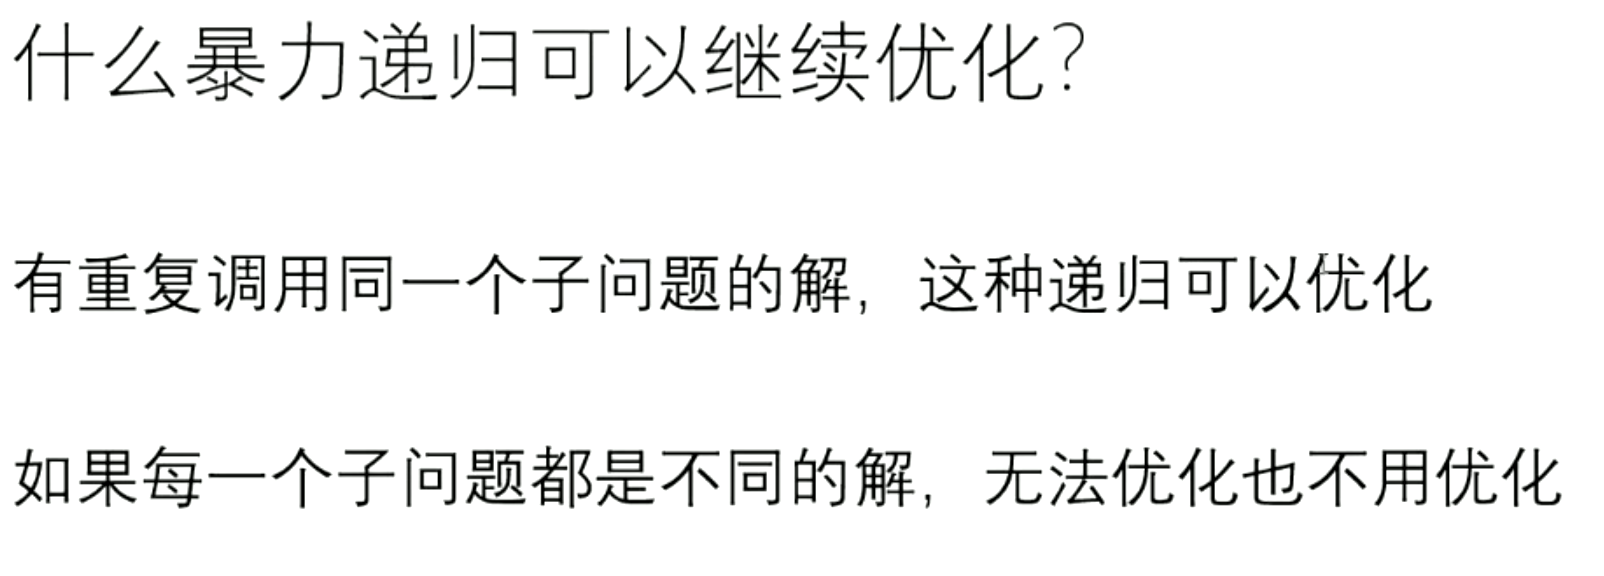 什么暴力递归可以继续优化?
有重复调用同一个子问题的解，这种递归可以优化
如果每一个子问题都是不同的解，无法优化也不用优化